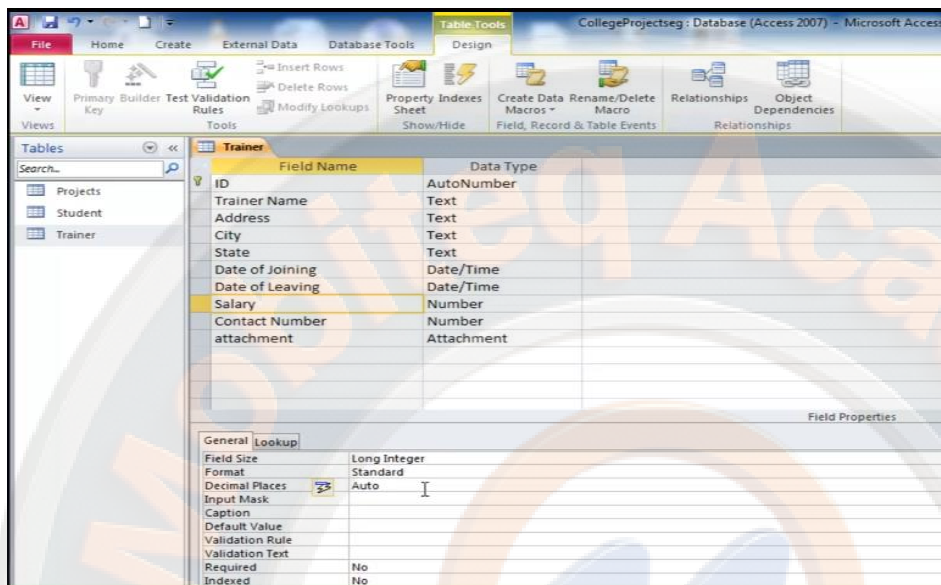 CollegeProjectseg : Database (Access 2007) - Microsoft Access
Table Tools
File Home Create External Data Database Tools Design
View
Primary Key
Builder
Test Validation Rules
Insert Rows
Delete Rows
Modify Lookups
Property Sheet
Indexes
Create Data Macros
Rename/Delete Macro
Relationships
Object Dependencies
Views Tools Show/Hide Field, Record & Table Events Relationships
Tables
Search...
Projects
Student
Trainer
Trainer
Field Name Data Type
ID AutoNumber
Trainer Name Text
Address Text
City Text
State Text
Date of Joining Date/Time
Date of Leaving Date/Time
Salary Number
Contact Number Number
attachment Attachment
Field Properties
General Lookup
Field Size Long Integer
Format Standard
Decimal Places Auto
Input Mask
Caption
Default Value
Validation Rule
Validation Text
Required No
Indexed No
Mobiteq Aca